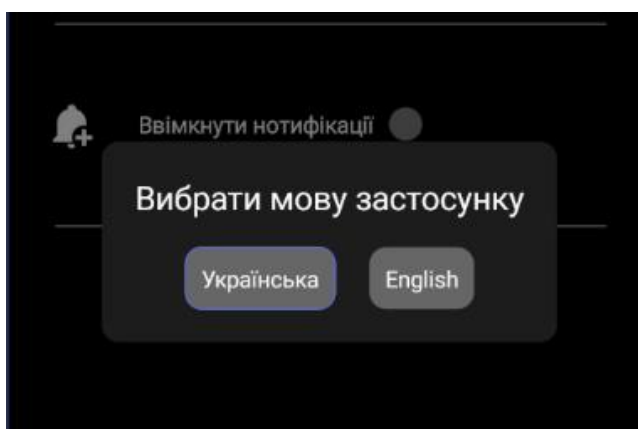 Ввімкнути нотифікації
Вибрати мову застосунку
Українська
English